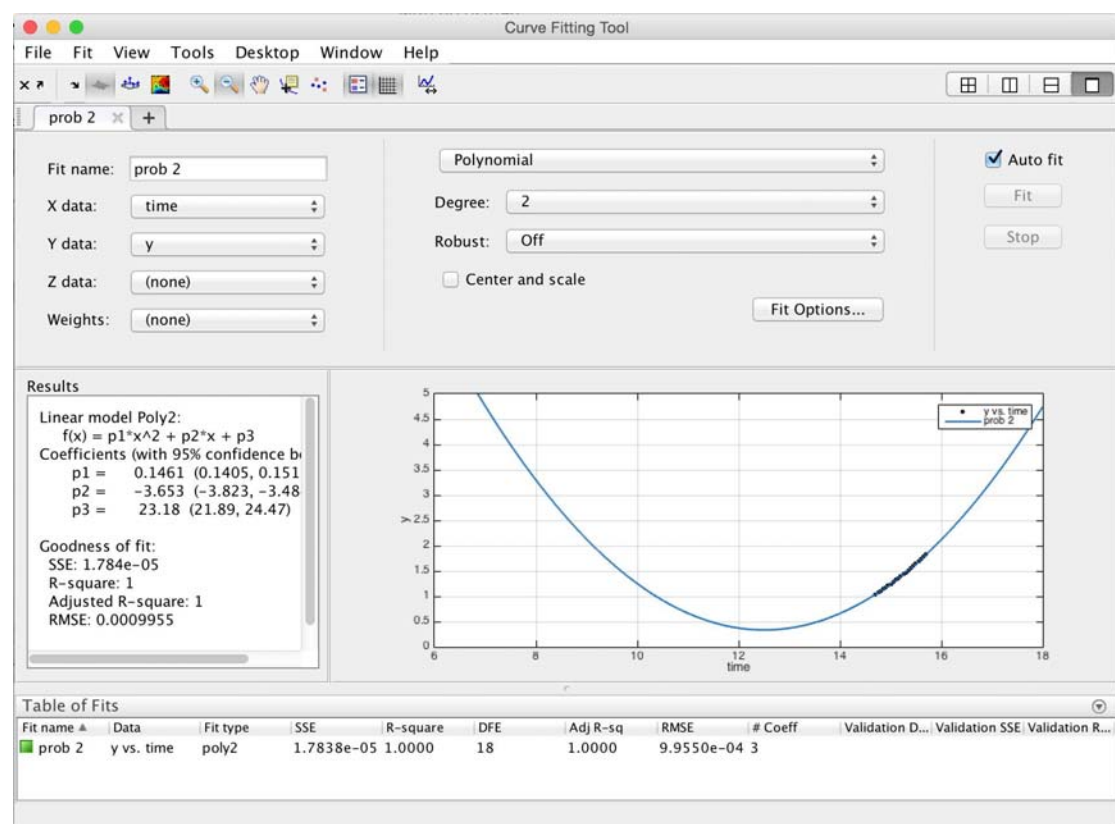 Curve Fitting Tool
File Fit View Tools Desktop Window Help
prob 2
Fit name: prob 2
X data: time
Y data: y
Z data: (none)
Weights: (none)
Polynomial
Degree: 2
Robust: Off
Center and scale
Fit Options...
Auto fit
Fit
Stop
Results
Linear model Poly2:
f(x) = p1*x^2 + p2*x + p3
Coefficients (with 95% confidence
p1 = 0.1461 (0.1405, 0.151
p2 = -3.653 (-3.823, -3.48
p3 = 23.18 (21.89, 24.47)
Goodness of fit:
SSE: 1.784e-05
R-square: 1
Adjusted R-square: 1
RMSE: 0.0009955
5
4.5
4
3.5
3
2.5
2
1.5
1
0.5
0
y
6 8 10 12 14 16 18
time
y vs. time
prob 2
Table of Fits
Fit name Data Fit type SSE R-square DFE Adj R-sq RMSE # Coeff Validation D... Validation SSE Validation R...
prob 2 y vs. time poly2 1.7838e-05 1.0000 18 1.0000 9.9550e-04 3